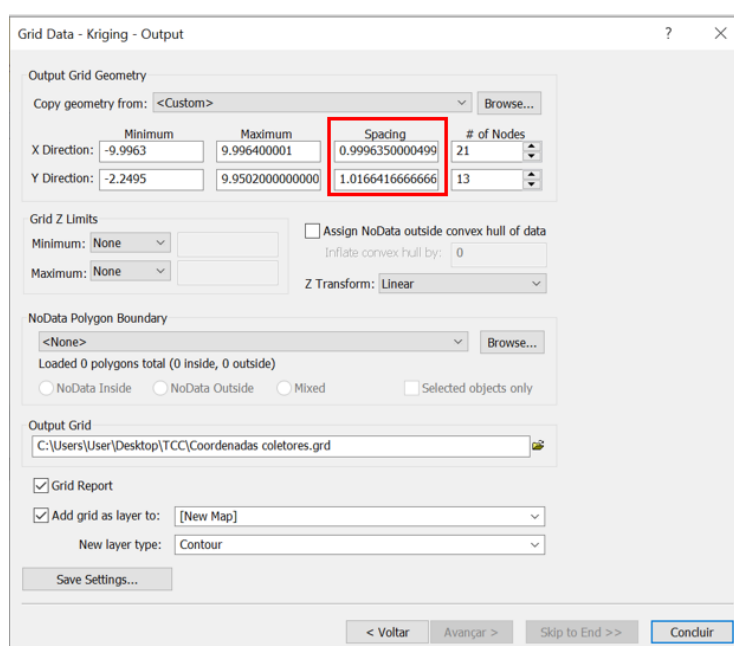 Grid Data - Kriging - Output ? ×
Output Grid Geometry
Copy geometry from: <Custom> Browse...
Minimum Maximum Spacing # of Nodes
X Direction: -9.9963 9.996400001 0.9996350000499 21
Y Direction: -2.2495 9.9502000000000 1.0166416666666 13
Grid Z Limits
Minimum: None
Maximum: None
Assign NoData outside convex hull of data
Inflate convex hull by: 0
Z Transform: Linear
NoData Polygon Boundary
<None> Browse...
Loaded 0 polygons total (0 inside, 0 outside)
NoData Inside NoData Outside Mixed Selected objects only
Output Grid
C:\Users\User\Desktop\TCC\Coordenadas coletores.grd
Grid Report
Add grid as layer to: [New Map]
New layer type: Contour
Save Settings...
< Voltar Avançar > Skip to End >> Concluir